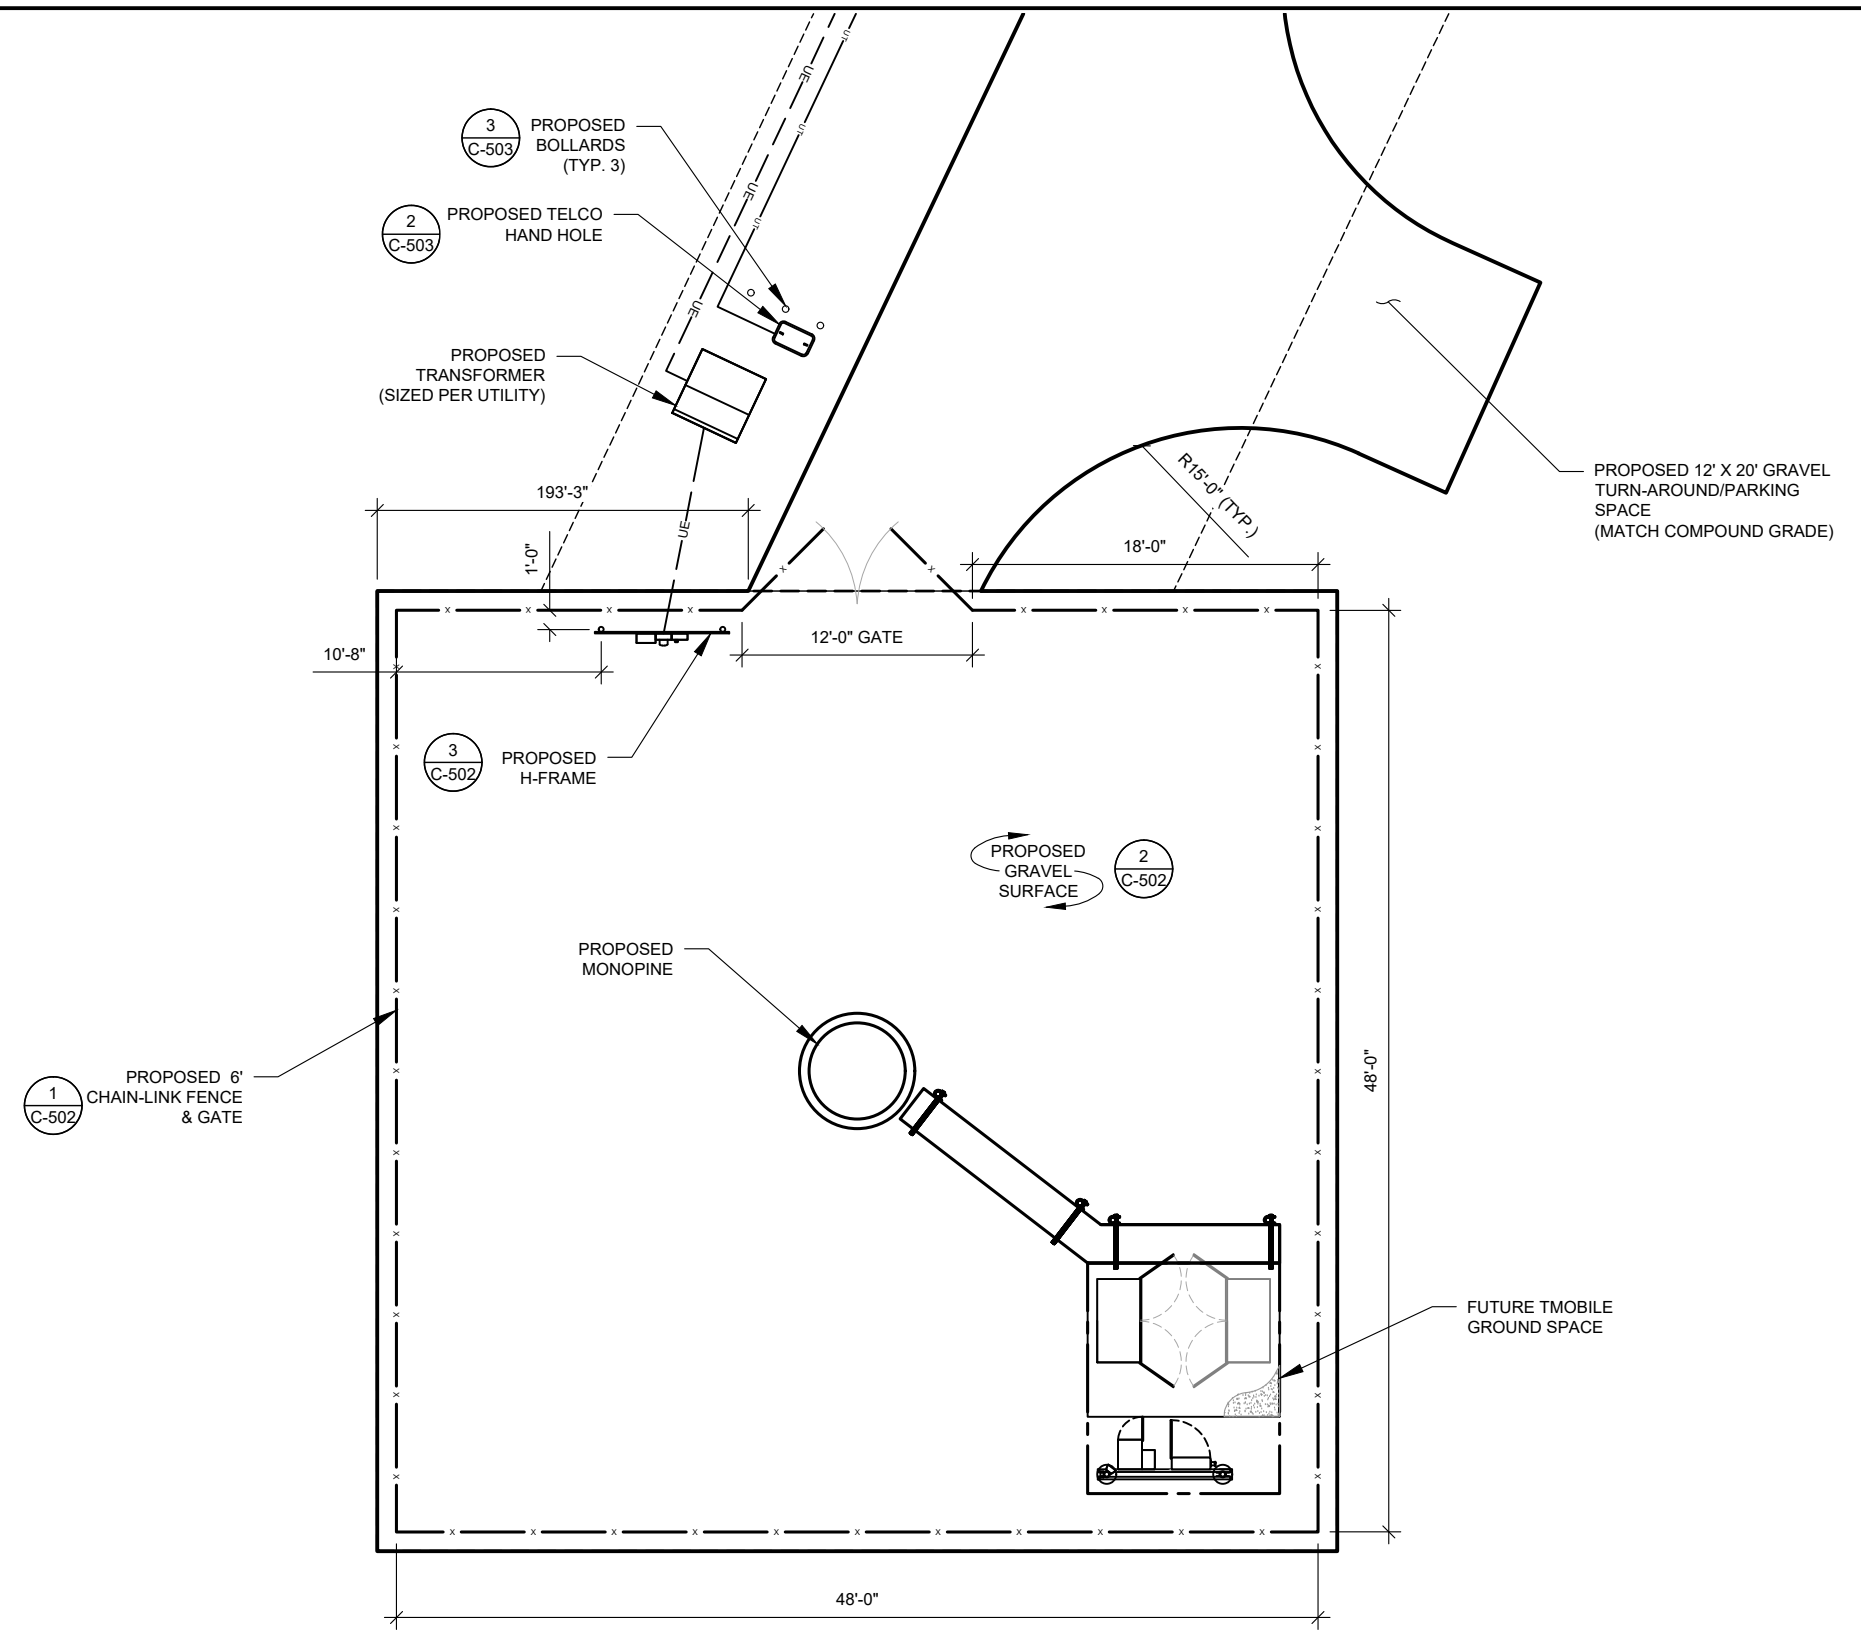 UT
UE
UT
UE
UT
UE
3
C-503
PROPOSED
BOLLARDS
(TYP. 3)
2
C-503
PROPOSED TELCO
HAND HOLE
PROPOSED
TRANSFORMER
(SIZED PER UTILITY)
193'-3"
UE
1'-0"
R15'-0" (TYP.)
18'-0"
PROPOSED 12' X 20' GRAVEL
TURN-AROUND/PARKING
SPACE
(MATCH COMPOUND GRADE)
12'-0" GATE
10'-8"
3
C-502
PROPOSED
H-FRAME
PROPOSED
GRAVEL
SURFACE
2
C-502
PROPOSED
MONOPINE
1
C-502
PROPOSED 6'
CHAIN-LINK FENCE
& GATE
48'-0"
FUTURE TMOBILE
GROUND SPACE
48'-0"